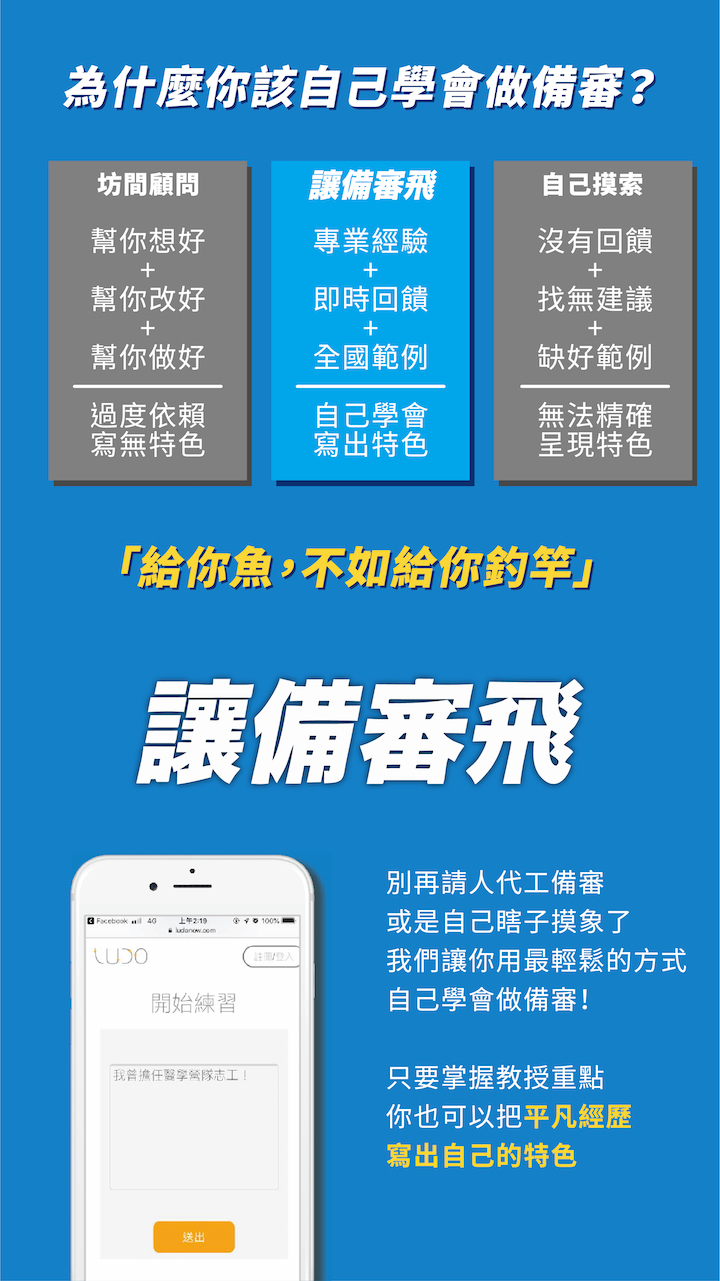 為什麼你該自己學會做備審？
坊間顧問
幫你想好
+
幫你改好
+
幫你做好
過度依賴
寫無特色
讓備審飛
專業經驗
+
即時回饋
+
全國範例
自己學會
寫出特色
自己摸索
沒有回饋
+
找無建議
+
缺好範例
無法精確
呈現特色
「給你魚，不如給你釣竿」
讓備審飛
別再請人代工備審
或是自己瞎子摸象了
我們讓你用最輕鬆的方式
自己學會做備審！
只要掌握教授重點
你也可以把平凡經歷
寫出自己的特色
Facebook 4G 上午2:19 100%
ludonow.com
LUDO
註冊/登入
開始練習
我曾擔任醫學營隊志工！
送出